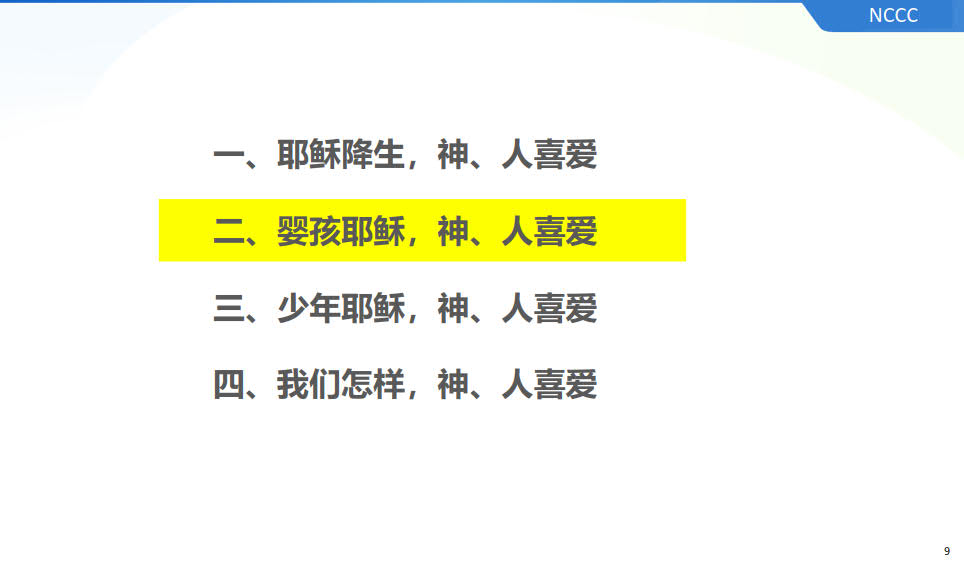 NCCC
一、耶稣降生，神、人喜爱
二、婴孩耶稣，神、人喜爱
三、少年耶稣，神、人喜爱
四、我们怎样，神、人喜爱
9